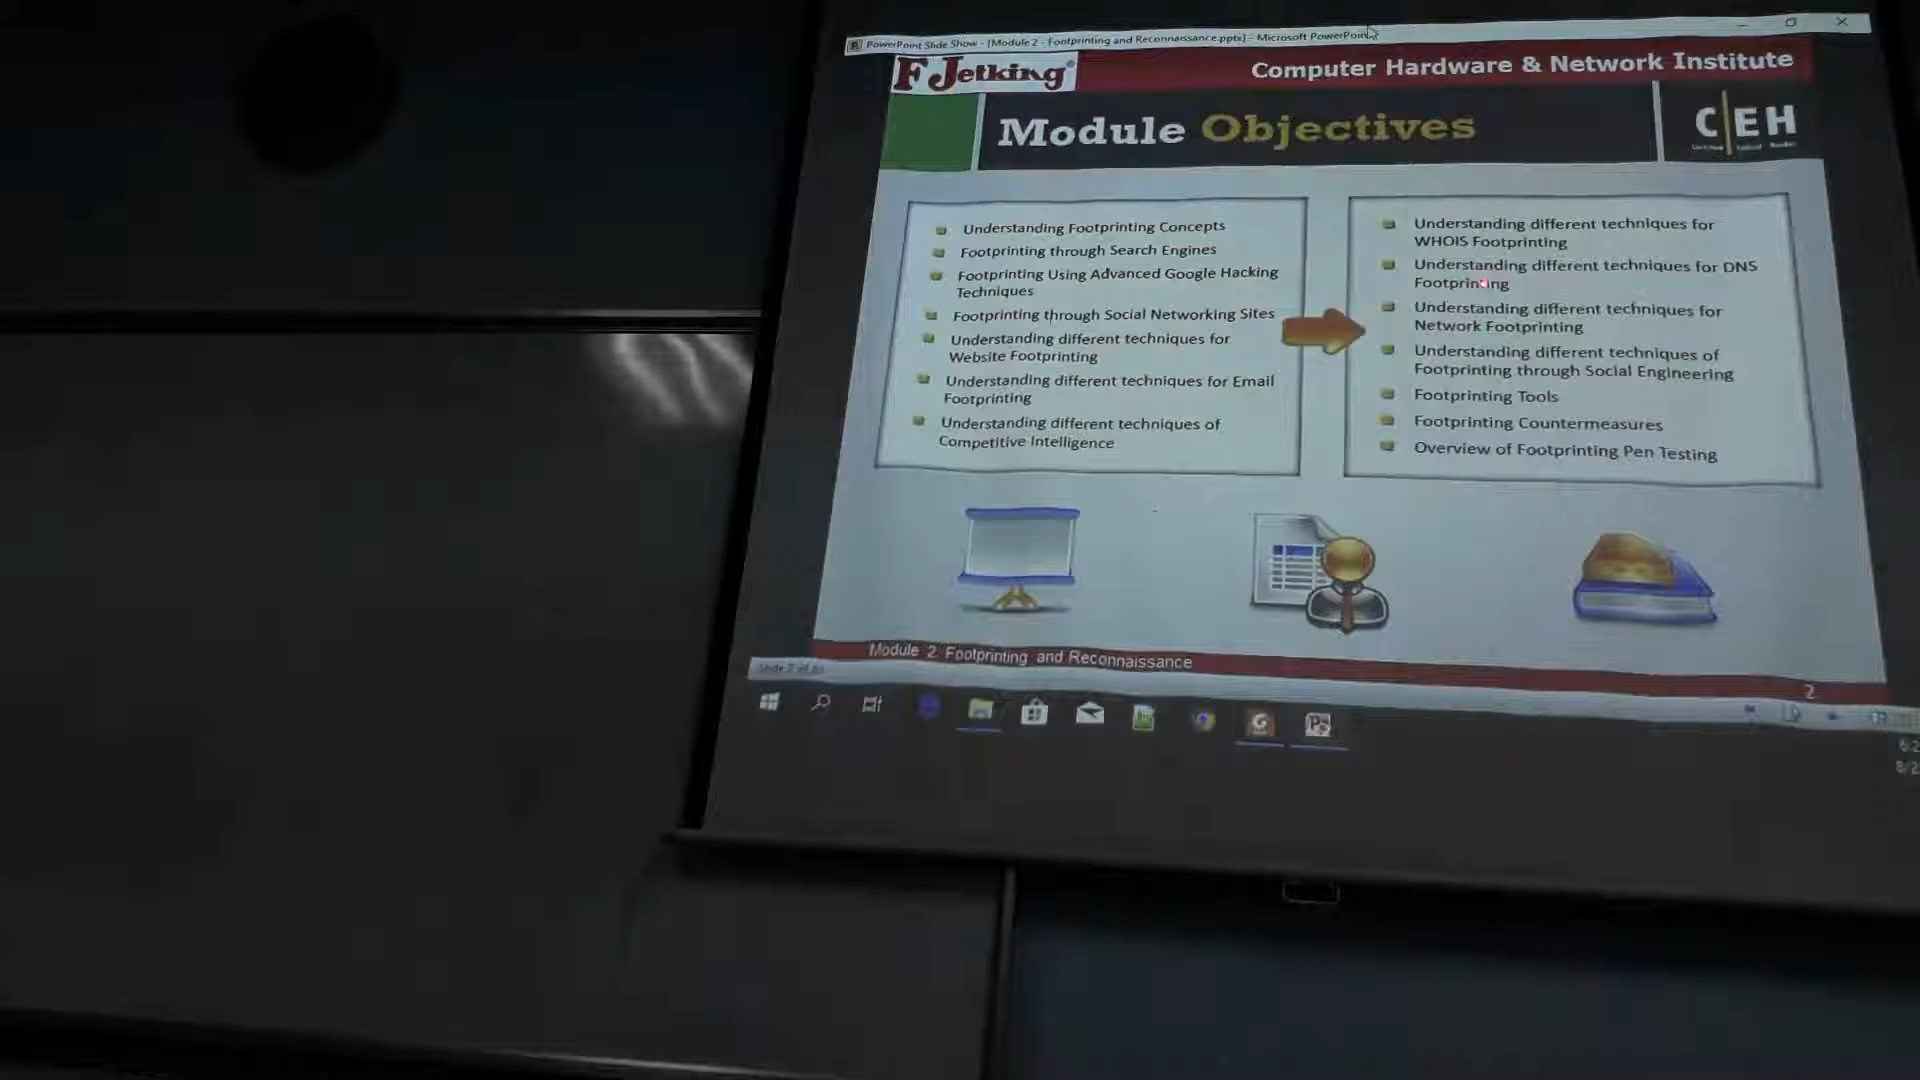 PowerPoint Slide Show - [Module 2 - Footprinting and Reconnaissance.pptx] - Microsoft PowerPoint
Jetking
Computer Hardware & Network Institute
Module Objectives
C|EH
Understanding Footprinting Concepts
Footprinting through Search Engines
Footprinting Using Advanced Google Hacking
Techniques
Footprinting through Social Networking Sites
Understanding different techniques for
Website Footprinting
Understanding different techniques for Email
Footprinting
Understanding different techniques of
Competitive Intelligence
Understanding different techniques for
WHOIS Footprinting
Understanding different techniques for DNS
Footprinting
Understanding different techniques for
Network Footprinting
Understanding different techniques of
Footprinting through Social Engineering
Footprinting Tools
Footprinting Countermeasures
Overview of Footprinting Pen Testing
Module 2 Footprinting and Reconnaissance
2